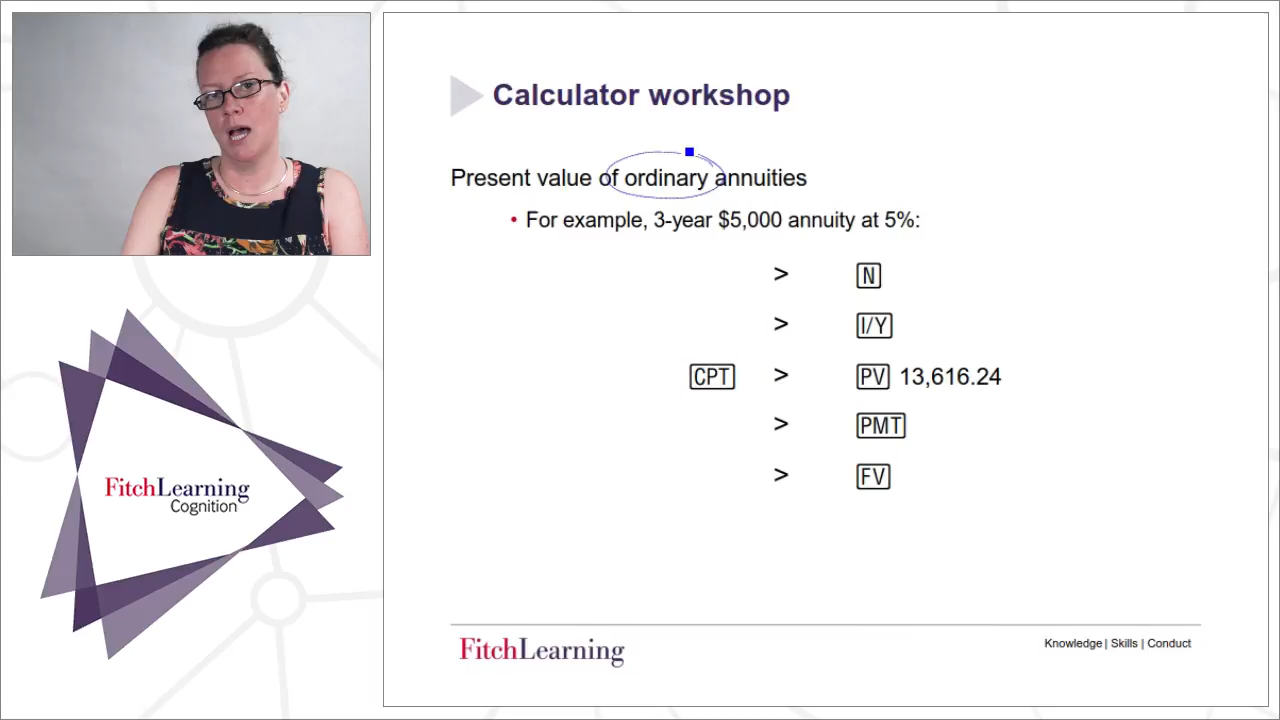 Calculator workshop
Present value of ordinary annuities
• For example, 3-year $5,000 annuity at 5%:
> N
> I/Y
CPT > PV 13,616.24
> PMT
> FV
FitchLearning
Cognition
FitchLearning
Knowledge | Skills | Conduct